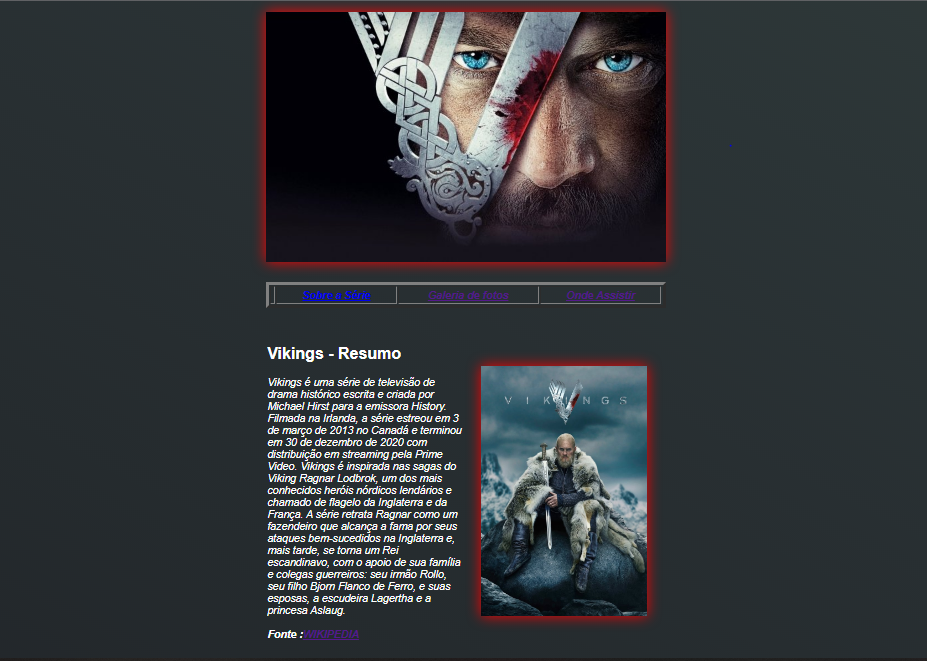 Sobre a Série Galeria de Fotos Onde Assistir
Vikings - Resumo
VIKINGS
Vikings é uma série de televisão de
drama histórico escrita e criada por
Michael Hirst para a emissora History.
Filmada na Irlanda, a série estreou em 3
de março de 2013 no Canadá e terminou
em 30 de dezembro de 2020 com
distribuição em streaming pela Prime
Video. Vikings é inspirada nas sagas do
Viking Ragnar Lodbrok, um dos mais
conhecidos heróis nórdicos lendários e
chamado de flagelo da Inglaterra e da
França. A série retrata Ragnar como um
fazendeiro que alcança a fama por seus
ataques bem-sucedidos na Inglaterra e,
mais tarde, se torna um Rei
escandinavo, com o apoio de sua família
e colegas guerreiros: seu irmão Rollo,
seu filho Bjorn Flanco de Ferro, e suas
esposas, a escudeira Lagertha e a
princesa Aslaug.
Fonte :WIKIPEDIA